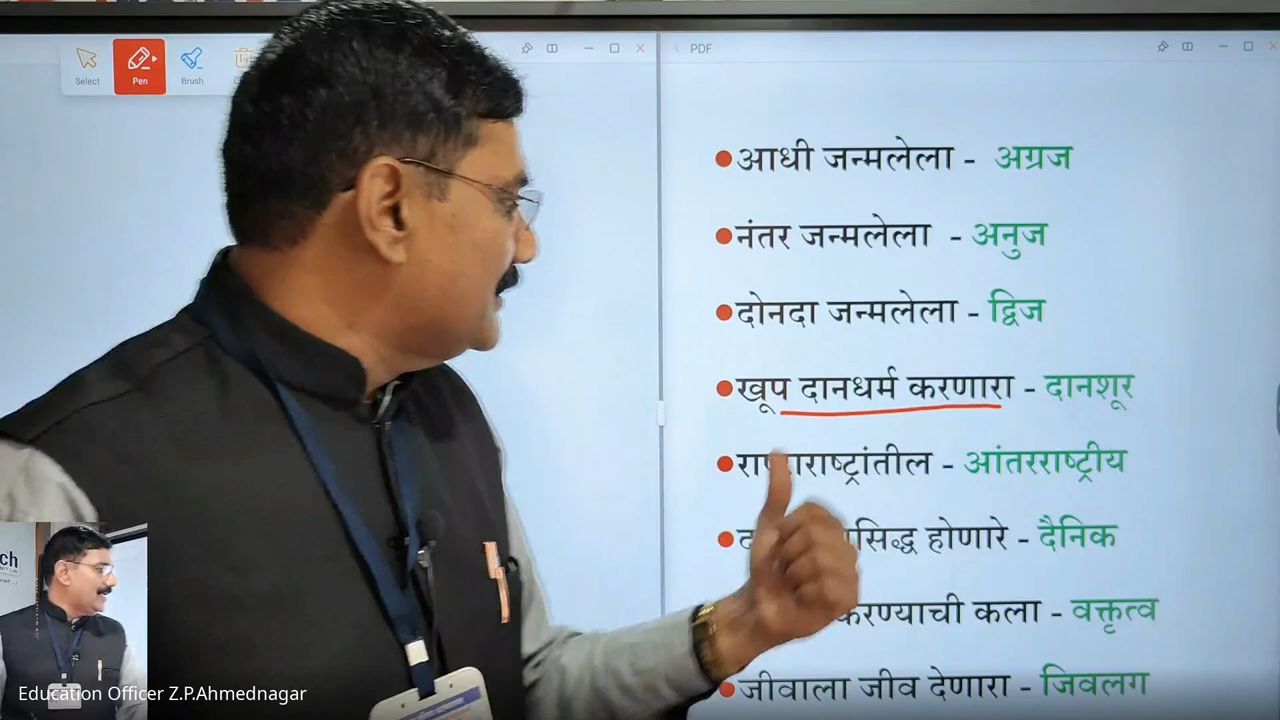 Select
Pen
Brush
PDF
•आधी जन्मलेला - अग्रज
•नंतर जन्मलेला - अनुज
•दोनदा जन्मलेला - द्विज
•खूप दानधर्म करणारा - दानशूर
राष्ट्रांतील - आंतरराष्ट्रीय
होणारे - दैनिक
करण्याची कला - वक्तृत्व
•जीवाला जीव देणारा - जिवलग
ch
Education Officer Z.P.Ahmednagar